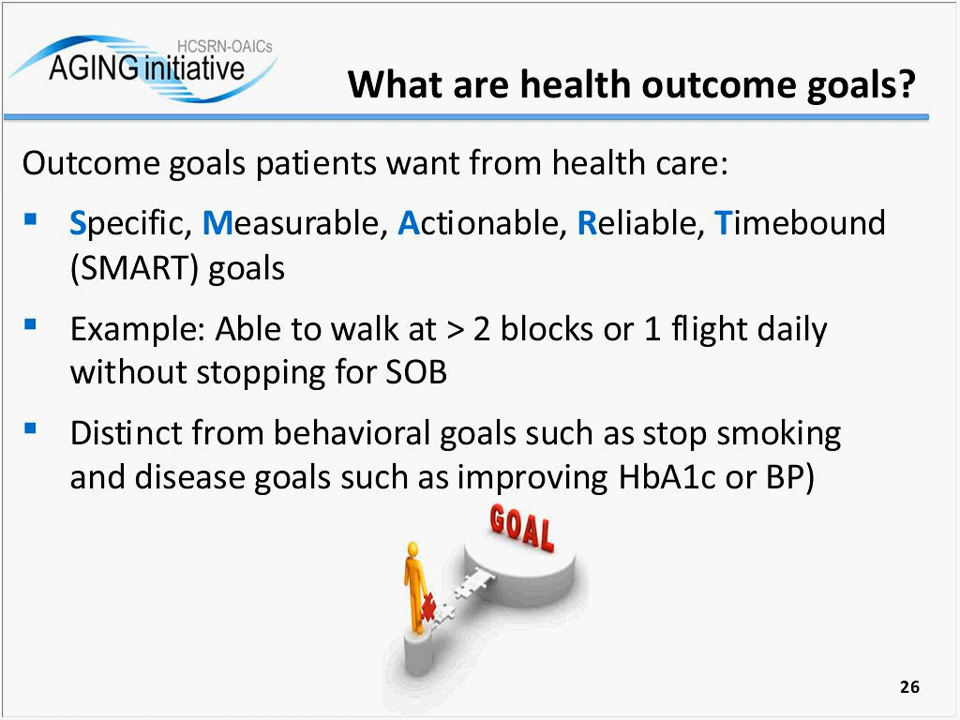 HCSRN-OAICs
AGING initiative
What are health outcome goals?
Outcome goals patients want from health care:
▪ Specific, Measurable, Actionable, Reliable, Timebound
(SMART) goals
▪ Example: Able to walk at > 2 blocks or 1 flight daily
without stopping for SOB
▪ Distinct from behavioral goals such as stop smoking
and disease goals such as improving HbA1c or BP)
GOAL
26